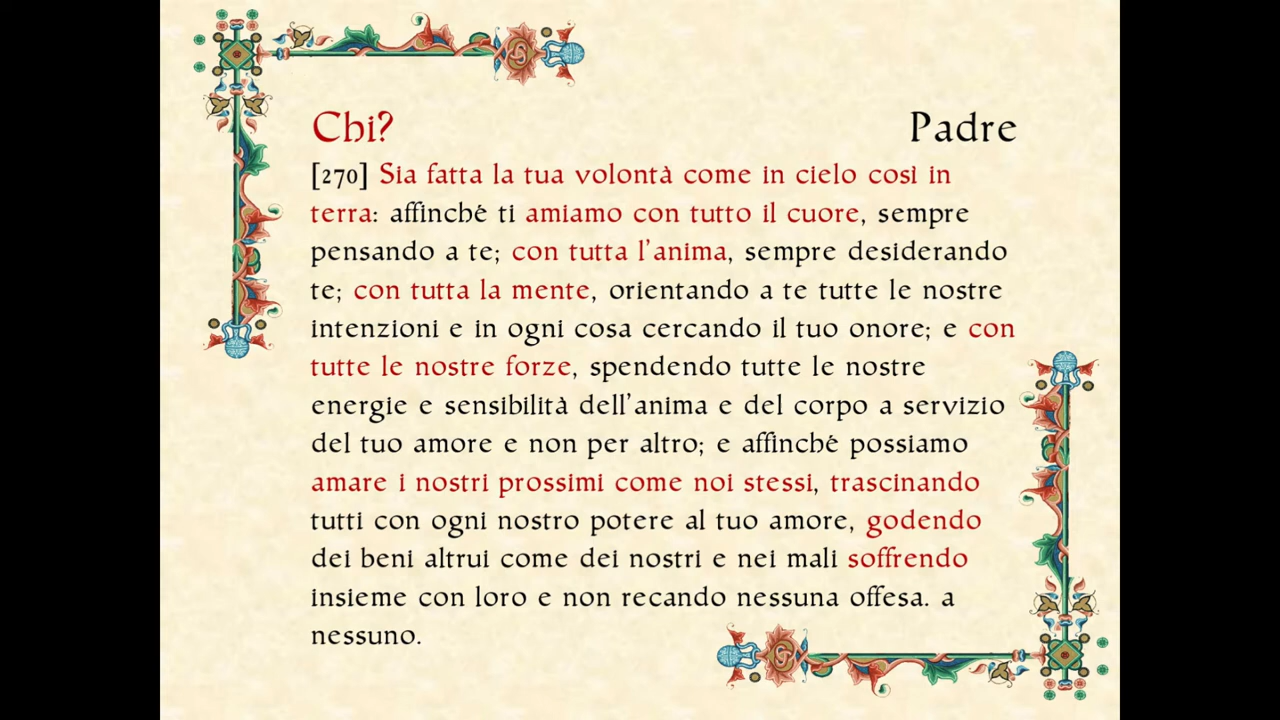 Chi? Padre
[270] Sia fatta la tua volontà come in cielo così in
terra: affinché ti amiamo con tutto il cuore, sempre
pensando a te; con tutta l'anima, sempre desiderando
te; con tutta la mente, orientando a te tutte le nostre
intenzioni e in ogni cosa cercando il tuo onore; e con
tutte le nostre forze, spendendo tutte le nostre
energie e sensibilità dell'anima e del corpo a servizio
del tuo amore e non per altro; e affinché possiamo
amare i nostri prossimi come noi stessi, trascinando
tutti con ogni nostro potere al tuo amore, godendo
dei beni altrui come dei nostri e nei mali soffrendo
insieme con loro e non recando nessuna offesa. a
nessuno.